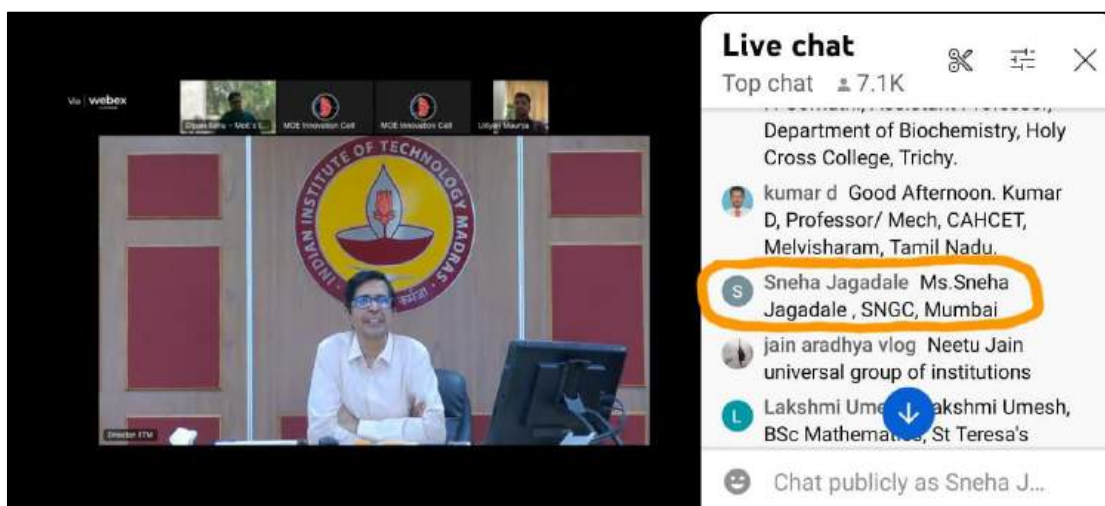 Via webex
MOE Innovation Cell
MOE Innovation Cell
INDIAN INSTITUTE OF TECHNOLOGY MADRAS
Director IITM
Live chat
Top chat 7.1K
Department of Biochemistry, Holy
Cross College, Trichy.
kumar d Good Afternoon. Kumar
D, Professor/ Mech, CAHCET,
Melvisharam, Tamil Nadu.
S
Sneha Jagadale Ms.Sneha
Jagadale , SNGC, Mumbai
jain aradhya vlog Neetu Jain
universal group of institutions
L
Lakshmi Umesh,
BSc St Teresa's
Chat publicly as Sneha J...